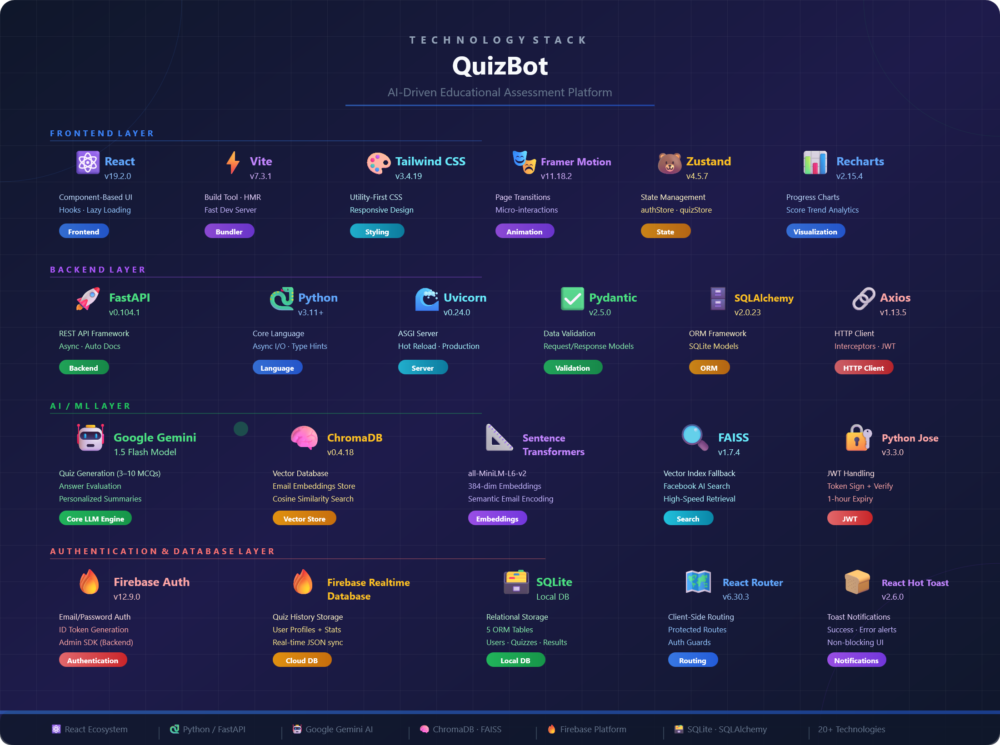 TECHNOLOGY STACK
QuizBot
AI-Driven Educational Assessment Platform
FRONTEND LAYER
React
v19.2.0
Component-Based UI
Hooks · Lazy Loading
Frontend
Vite
v7.3.1
Build Tool · HMR
Fast Dev Server
Bundler
Tailwind CSS
v3.4.19
Utility-First CSS
Responsive Design
Styling
Framer Motion
v11.18.2
Page Transitions
Micro-interactions
Animation
Zustand
v4.5.7
State Management
authStore · quizStore
State
Recharts
v2.15.4
Progress Charts
Score Trend Analytics
Visualization
BACKEND LAYER
FastAPI
v0.104.1
REST API Framework
Async · Auto Docs
Backend
Python
v3.11+
Core Language
Async I/O · Type Hints
Language
Uvicorn
v0.24.0
ASGI Server
Hot Reload · Production
Server
Pydantic
v2.5.0
Data Validation
Request/Response Models
Validation
SQLAlchemy
v2.0.23
ORM Framework
SQLite Models
ORM
Axios
v1.13.5
HTTP Client
Interceptors · JWT
HTTP Client
AI / ML LAYER
Google Gemini
1.5 Flash Model
Quiz Generation (3–10 MCQs)
Answer Evaluation
Personalized Summaries
Core LLM Engine
ChromaDB
v0.4.18
Vector Database
Email Embeddings Store
Cosine Similarity Search
Vector Store
Sentence
Transformers
all-MiniLM-L6-v2
384-dim Embeddings
Semantic Email Encoding
Embeddings
FAISS
v1.7.4
Vector Index Fallback
Facebook AI Search
High-Speed Retrieval
Search
Python Jose
v3.3.0
JWT Handling
Token Sign + Verify
1-hour Expiry
JWT
AUTHENTICATION & DATABASE LAYER
Firebase Auth
v12.9.0
Email/Password Auth
ID Token Generation
Admin SDK (Backend)
Authentication
Firebase Realtime
Database
Quiz History Storage
User Profiles + Stats
Real-time JSON sync
Cloud DB
SQLite
Local DB
Relational Storage
5 ORM Tables
Users · Quizzes · Results
Local DB
React Router
v6.30.3
Client-Side Routing
Protected Routes
Auth Guards
Routing
React Hot Toast
v2.6.0
Toast Notifications
Success · Error alerts
Non-blocking UI
Notifications
React Ecosystem
Python / FastAPI
Google Gemini AI
ChromaDB · FAISS
Firebase Platform
SQLite · SQLAlchemy
20+ Technologies